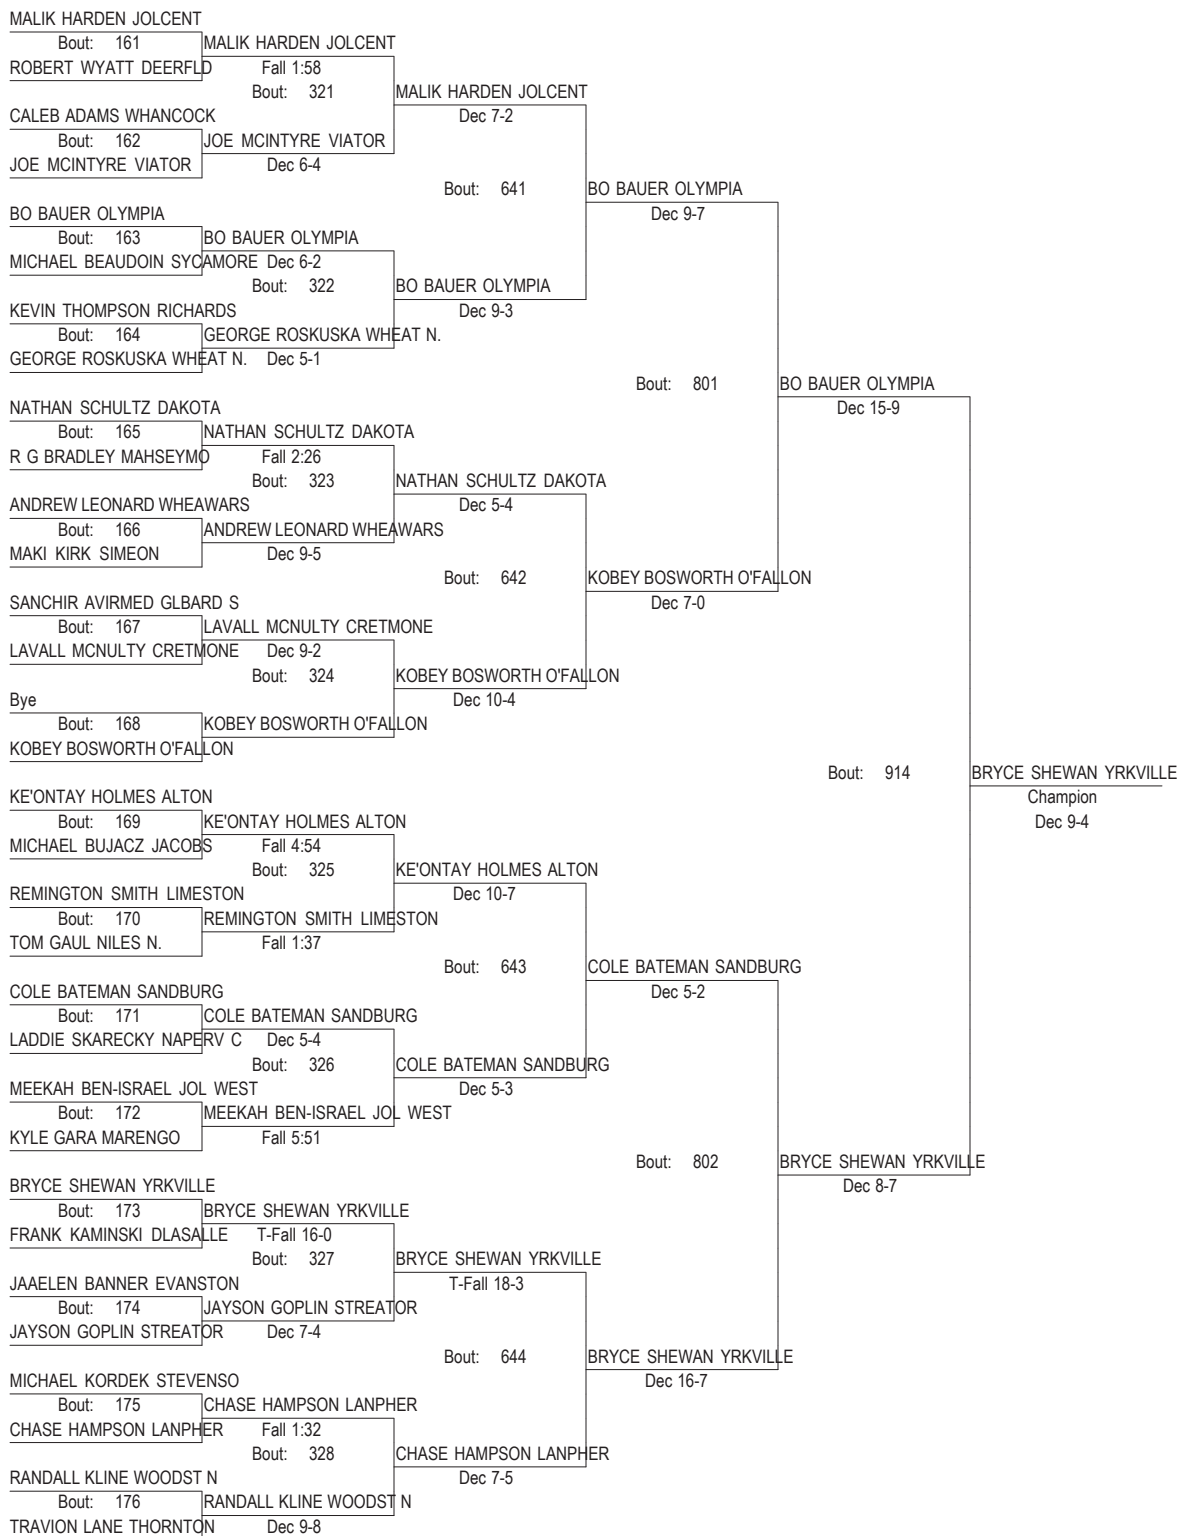 MALIK HARDEN JOLCENT
Bout: 161 MALIK HARDEN JOLCENT
ROBERT WYATT DEERFLD Fall 1:58
Bout: 321 MALIK HARDEN JOLCENT
CALEB ADAMS WHANCOCK Dec 7-2
Bout: 162 JOE MCINTYRE VIATOR
JOE MCINTYRE VIATOR Dec 6-4
Bout: 641 BO BAUER OLYMPIA
BO BAUER OLYMPIA Dec 9-7
Bout: 163 BO BAUER OLYMPIA
MICHAEL BEAUDOIN SYCAMORE Dec 6-2
Bout: 322 BO BAUER OLYMPIA
KEVIN THOMPSON RICHARDS Dec 9-3
Bout: 164 GEORGE ROSKUSKA WHEAT N.
GEORGE ROSKUSKA WHEAT N. Dec 5-1
Bout: 801 BO BAUER OLYMPIA
NATHAN SCHULTZ DAKOTA Dec 15-9
Bout: 165 NATHAN SCHULTZ DAKOTA
R G BRADLEY MAHSEYMO Fall 2:26
Bout: 323 NATHAN SCHULTZ DAKOTA
ANDREW LEONARD WHEAWARS Dec 5-4
Bout: 166 ANDREW LEONARD WHEAWARS
MAKI KIRK SIMEON Dec 9-5
Bout: 642 KOBEY BOSWORTH O'FALLON
SANCHIR AVIRMED GLBARD S Dec 7-0
Bout: 167 LAVALL MCNULTY CRETMONE
LAVALL MCNULTY CRETMONE Dec 9-2
Bout: 324 KOBEY BOSWORTH O'FALLON
Bye Dec 10-4
Bout: 168 KOBEY BOSWORTH O'FALLON
KOBEY BOSWORTH O'FALLON
Bout: 914 BRYCE SHEWAN YRKVILLE
KE'ONTAY HOLMES ALTON Champion
Bout: 169 KE'ONTAY HOLMES ALTON Dec 9-4
MICHAEL BUJACZ JACOBS Fall 4:54
Bout: 325 KE'ONTAY HOLMES ALTON
REMINGTON SMITH LIMESTON Dec 10-7
Bout: 170 REMINGTON SMITH LIMESTON
TOM GAUL NILES N. Fall 1:37
Bout: 643 COLE BATEMAN SANDBURG
COLE BATEMAN SANDBURG Dec 5-2
Bout: 171 COLE BATEMAN SANDBURG
LADDIE SKARECKY NAPERV C Dec 5-4
Bout: 326 COLE BATEMAN SANDBURG
MEEKAH BEN-ISRAEL JOL WEST Dec 5-3
Bout: 172 MEEKAH BEN-ISRAEL JOL WEST
KYLE GARA MARENGO Fall 5:51
Bout: 802 BRYCE SHEWAN YRKVILLE
BRYCE SHEWAN YRKVILLE Dec 8-7
Bout: 173 BRYCE SHEWAN YRKVILLE
FRANK KAMINSKI DLASALLE T-Fall 16-0
Bout: 327 BRYCE SHEWAN YRKVILLE
JAAELEN BANNER EVANSTON T-Fall 18-3
Bout: 174 JAYSON GOPLIN STREATOR
JAYSON GOPLIN STREATOR Dec 7-4
Bout: 644 BRYCE SHEWAN YRKVILLE
MICHAEL KORDEK STEVENSO Dec 16-7
Bout: 175 CHASE HAMPSON LANPHER
CHASE HAMPSON LANPHER Fall 1:32
Bout: 328 CHASE HAMPSON LANPHER
RANDALL KLINE WOODST N Dec 7-5
Bout: 176 RANDALL KLINE WOODST N
TRAVION LANE THORNTON Dec 9-8